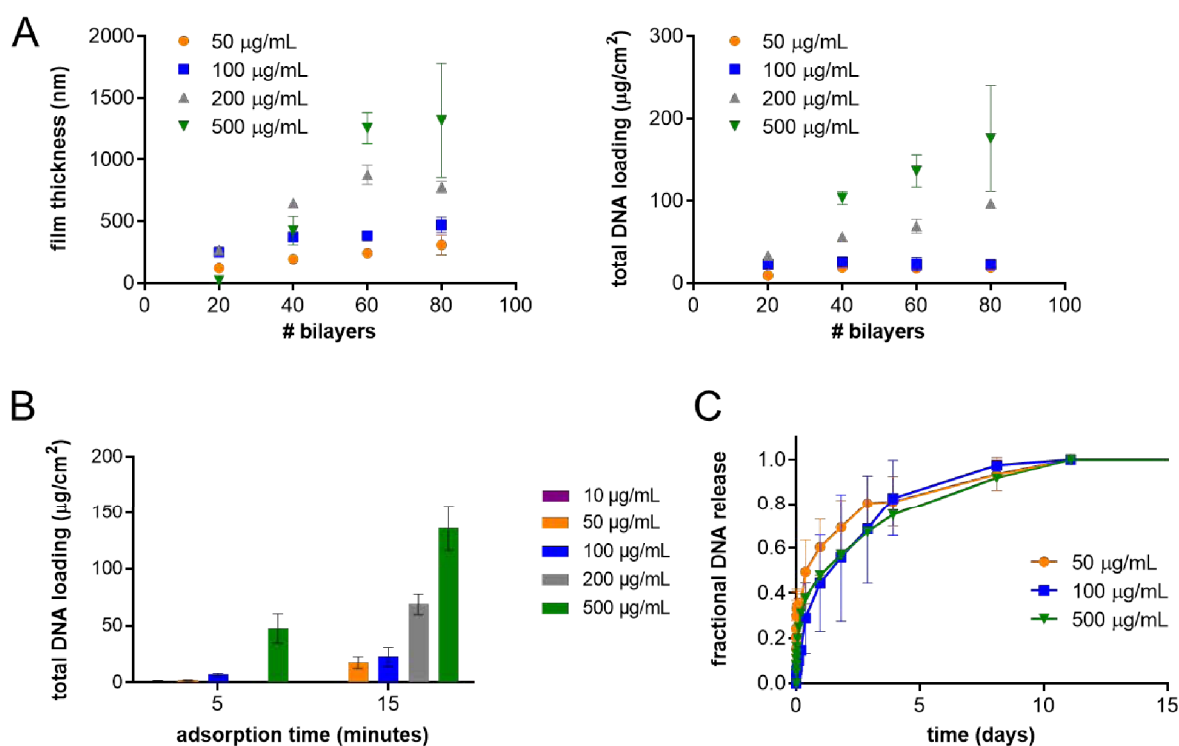 A
film thickness (nm)
2000
1500
1000
500
0
50 µg/mL
100 µg/mL
200 µg/mL
500 µg/mL
0 20 40 60 80 100
# bilayers
total DNA loading (µg/cm²)
300
200
100
0
50 µg/mL
100 µg/mL
200 µg/mL
500 µg/mL
0 20 40 60 80 100
# bilayers
B
total DNA loading (µg/cm²)
200
150
100
50
0
5 15
adsorption time (minutes)
10 µg/mL
50 µg/mL
100 µg/mL
200 µg/mL
500 µg/mL
C
fractional DNA release
1.0
0.8
0.6
0.4
0.2
0.0
50 µg/mL
100 µg/mL
500 µg/mL
0 5 10 15
time (days)